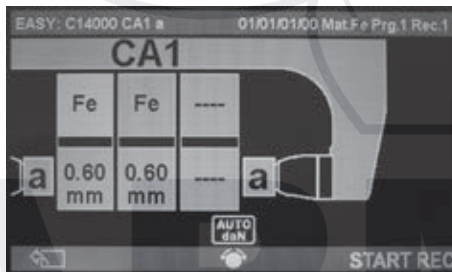 EASY: C14000 CA1 a 01/01/01/00 Mat.Fe Prg.1 Rec.1
CA1
Fe Fe ----
a 0.60 mm 0.60 mm ---- a
AUTO
daN
START REC